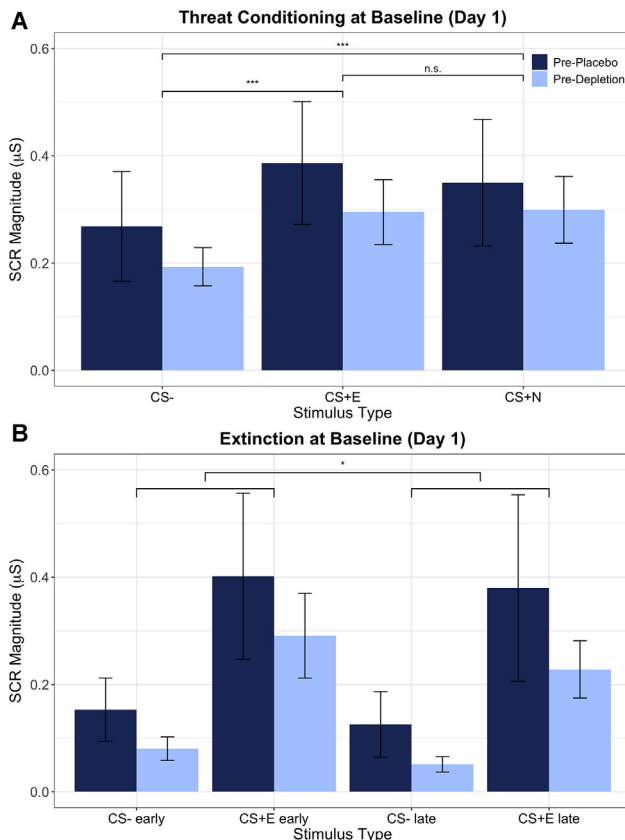 A
Threat Conditioning at Baseline (Day 1)
0.6
***
Pre-Placebo
n.s.
Pre-Depletion
***
0.4
SCR Magnitude (μS)
0.2
0.0
CS- CS+E CS+N
Stimulus Type
B
Extinction at Baseline (Day 1)
0.6
*
0.4
SCR Magnitude (μS)
0.2
0.0
CS- early CS+E early CS- late CS+E late
Stimulus Type